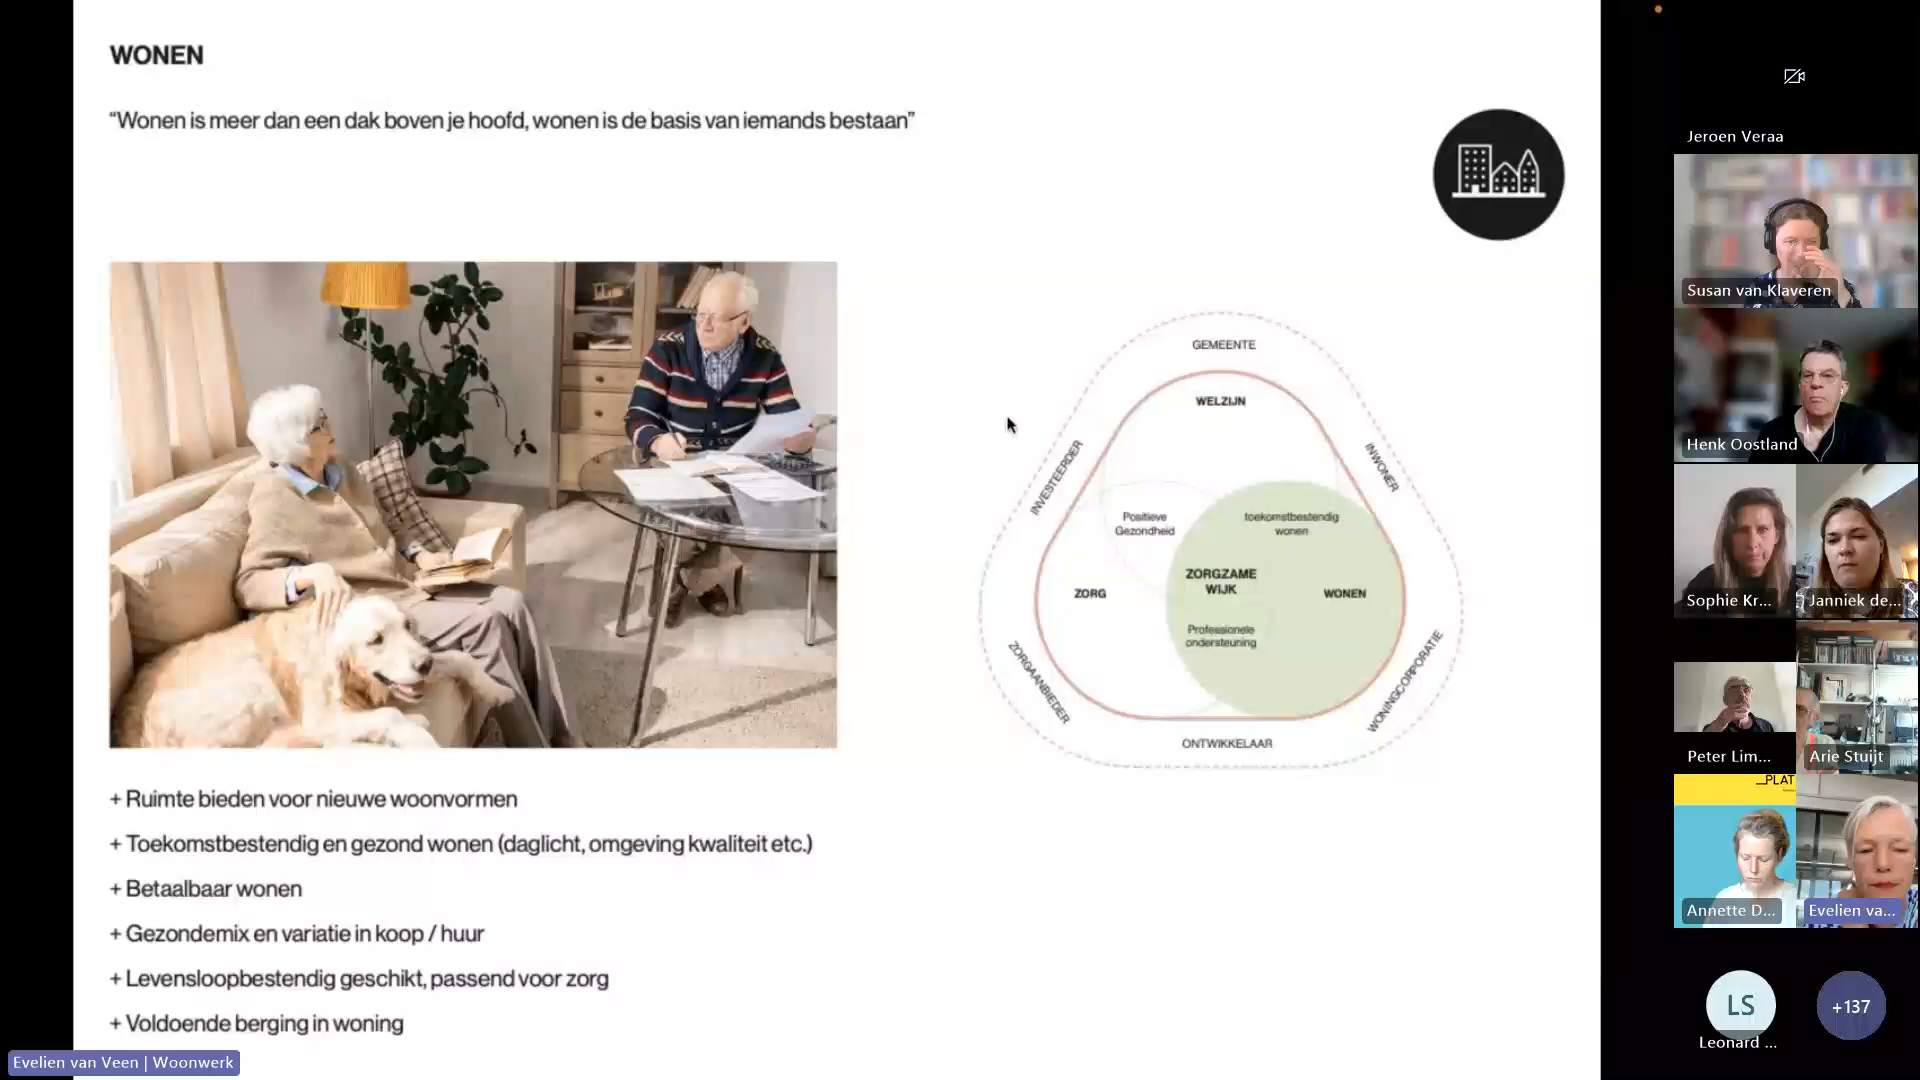 WONEN
“Wonen is meer dan een dak boven je hoofd, wonen is de basis van iemands bestaan”
GEMEENTE
WELZIJN
INVESTEERDER
INWONER
Positieve
Gezondheid
toekomstbestendig
wonen
ZORGZAME
WIJK
ZORG
WONEN
Professionele
ondersteuning
ZORGAANBIEDER
WONINGCORPORATIE
ONTWIKKELAAR
+ Ruimte bieden voor nieuwe woonvormen
+ Toekomstbestendig en gezond wonen (daglicht, omgeving kwaliteit etc.)
+ Betaalbaar wonen
+ Gezondemix en variatie in koop / huur
+ Levensloopbestendig geschikt, passend voor zorg
+ Voldoende berging in woning
Evelien van Veen | Woonwerk
Jeroen Veraa
Susan van Klaveren
Henk Oostland
Sophie Kr...
Janniek de...
Peter Lim...
Arie Stuijt
_PLAT
Annette D...
Evelien va...
LS
+137
Leonard ...